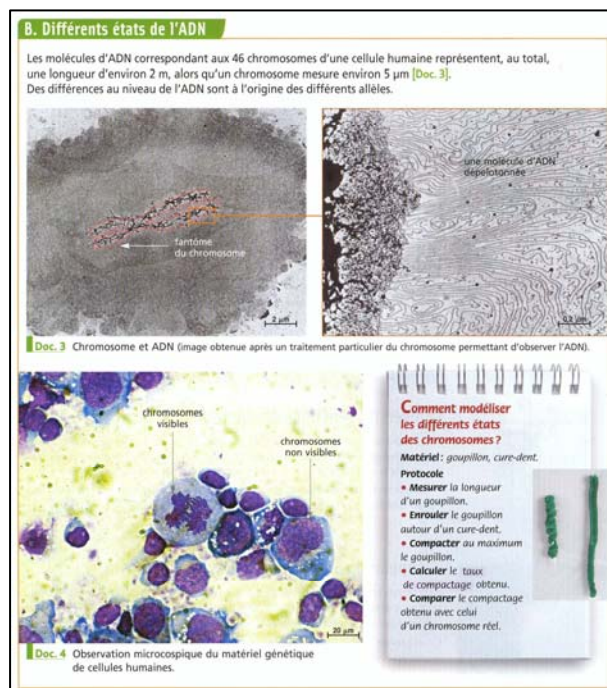 B. Différents états de l'ADN
Les molécules d'ADN correspondant aux 46 chromosomes d'une cellule humaine représentent, au total,
une longueur d'environ 2 m, alors qu'un chromosome mesure environ 5 µm [Doc. 3].
Des différences au niveau de l'ADN sont à l'origine des différents allèles.
une molécule d'ADN
dépelotonnée
fantôme
du chromosome
2 µm
0,2 µm
Doc. 3 Chromosome et ADN (image obtenue après un traitement particulier du chromosome permettant d'observer l'ADN).
chromosomes
visibles
chromosomes
non visibles
20 µm
Doc. 4 Observation microcospique du matériel génétique
de cellules humaines.
Comment modéliser
les différents états
des chromosomes ?
Matériel : goupillon, cure-dent.
Protocole
• Mesurer la longueur
d'un goupillon.
• Enrouler le goupillon
autour d'un cure-dent.
• Compacter au maximum
le goupillon.
• Calculer le taux
de compactage obtenu.
• Comparer le compactage
obtenu avec celui
d'un chromosome réel.